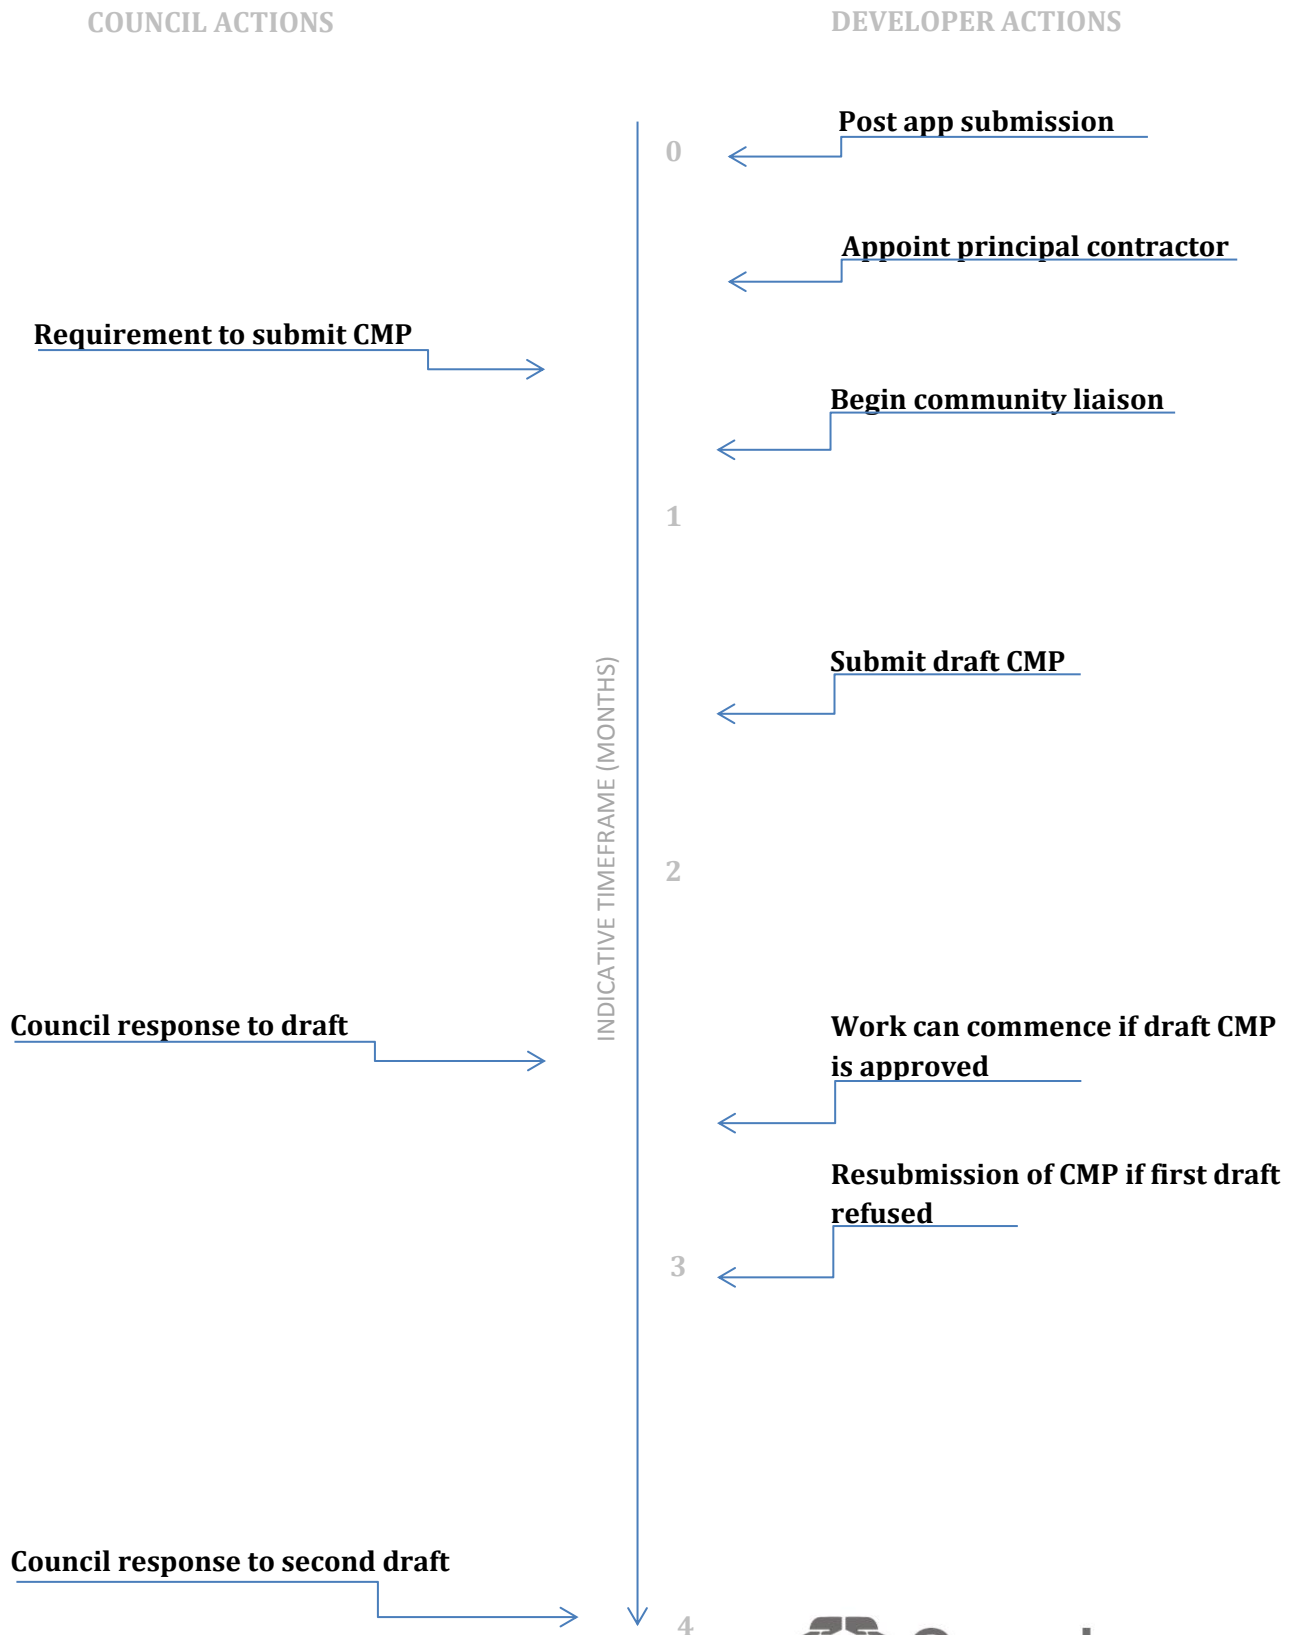 COUNCIL ACTIONS
DEVELOPER ACTIONS
Post app submission
0
Appoint principal contractor
Requirement to submit CMP
Begin community liaison
1
Submit draft CMP
INDICATIVE TIMEFRAME (MONTHS)
2
Council response to draft
Work can commence if draft CMP
is approved
Resubmission of CMP if first draft
refused
3
Council response to second draft
4